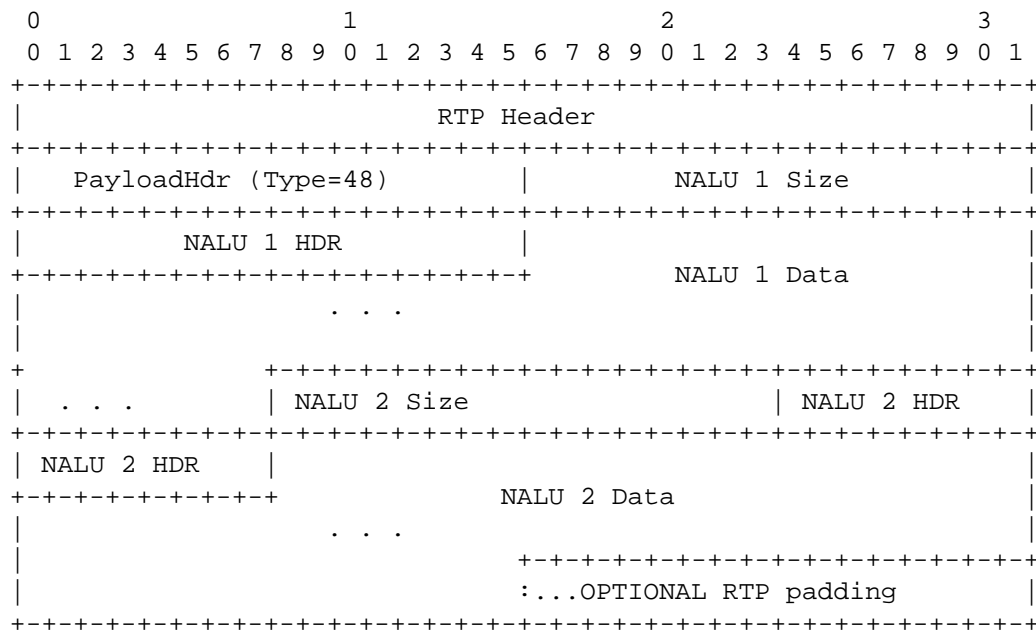 0                   1                   2                   3
0 1 2 3 4 5 6 7 8 9 0 1 2 3 4 5 6 7 8 9 0 1 2 3 4 5 6 7 8 9 0 1
+-+-+-+-+-+-+-+-+-+-+-+-+-+-+-+-+-+-+-+-+-+-+-+-+-+-+-+-+-+-+-+-+
|                          RTP Header                           |
+-+-+-+-+-+-+-+-+-+-+-+-+-+-+-+-+-+-+-+-+-+-+-+-+-+-+-+-+-+-+-+-+
|   PayloadHdr (Type=48)        |         NALU 1 Size           |
+-+-+-+-+-+-+-+-+-+-+-+-+-+-+-+-+-+-+-+-+-+-+-+-+-+-+-+-+-+-+-+-+
|          NALU 1 HDR           |                               |
+-+-+-+-+-+-+-+-+-+-+-+-+-+-+-+-+         NALU 1 Data           |
|                   . . .                                       |
|                                                               |
+               +-+-+-+-+-+-+-+-+-+-+-+-+-+-+-+-+-+-+-+-+-+-+-+-+
|  . . .        | NALU 2 Size                   | NALU 2 HDR    |
+-+-+-+-+-+-+-+-+-+-+-+-+-+-+-+-+-+-+-+-+-+-+-+-+-+-+-+-+-+-+-+-+
| NALU 2 HDR    |                                               |
+-+-+-+-+-+-+-+-+              NALU 2 Data                      |
|                   . . .                                       |
|                               +-+-+-+-+-+-+-+-+-+-+-+-+-+-+-+-+
|                               :...OPTIONAL RTP padding        |
+-+-+-+-+-+-+-+-+-+-+-+-+-+-+-+-+-+-+-+-+-+-+-+-+-+-+-+-+-+-+-+-+